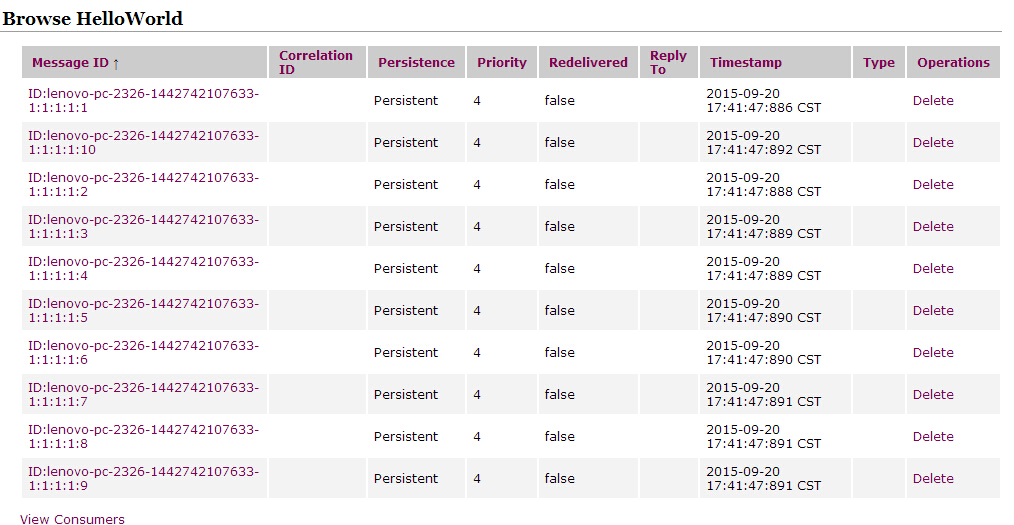 Browse HelloWorld
Message ID ↑ Correlation ID Persistence Priority Redelivered Reply To Timestamp Type Operations
ID:lenovo-pc-2326-1442742107633-
1:1:1:1:1 Persistent 4 false 2015-09-20
17:41:47:886 CST Delete
ID:lenovo-pc-2326-1442742107633-
1:1:1:1:10 Persistent 4 false 2015-09-20
17:41:47:892 CST Delete
ID:lenovo-pc-2326-1442742107633-
1:1:1:1:2 Persistent 4 false 2015-09-20
17:41:47:888 CST Delete
ID:lenovo-pc-2326-1442742107633-
1:1:1:1:3 Persistent 4 false 2015-09-20
17:41:47:889 CST Delete
ID:lenovo-pc-2326-1442742107633-
1:1:1:1:4 Persistent 4 false 2015-09-20
17:41:47:889 CST Delete
ID:lenovo-pc-2326-1442742107633-
1:1:1:1:5 Persistent 4 false 2015-09-20
17:41:47:890 CST Delete
ID:lenovo-pc-2326-1442742107633-
1:1:1:1:6 Persistent 4 false 2015-09-20
17:41:47:890 CST Delete
ID:lenovo-pc-2326-1442742107633-
1:1:1:1:7 Persistent 4 false 2015-09-20
17:41:47:891 CST Delete
ID:lenovo-pc-2326-1442742107633-
1:1:1:1:8 Persistent 4 false 2015-09-20
17:41:47:891 CST Delete
ID:lenovo-pc-2326-1442742107633-
1:1:1:1:9 Persistent 4 false 2015-09-20
17:41:47:891 CST Delete
View Consumers